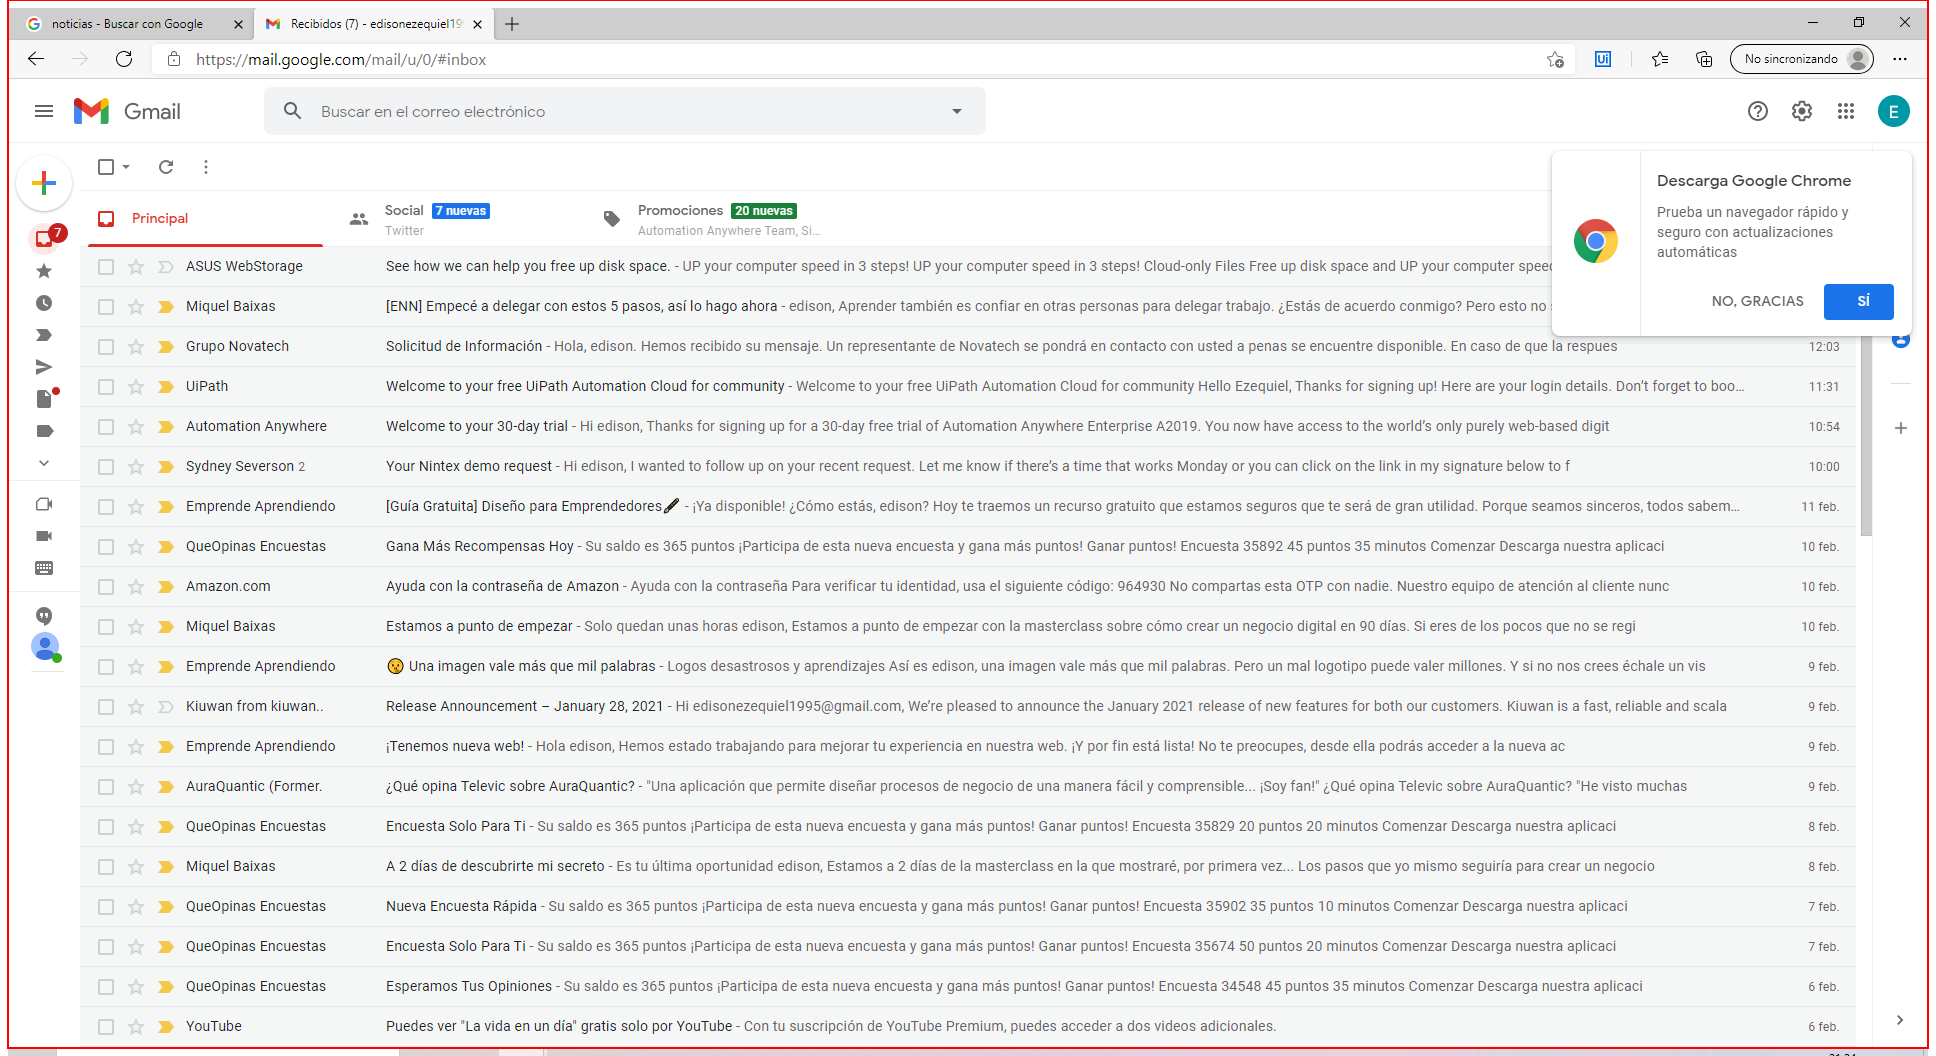 noticias - Buscar con Google
Recibidos (7) - edisonezequiel19
https://mail.google.com/mail/u/0/#inbox
Ui
No sincronizando
Gmail
Buscar en el correo electrónico
E
Descarga Google Chrome
Prueba un navegador rápido y
seguro con actualizaciones
automáticas
NO, GRACIAS
SÍ
7
Principal
Social 7 nuevas
Twitter
Promociones 20 nuevas
Automation Anywhere Team, Si...
ASUS WebStorage See how we can help you free up disk space. - UP your computer speed in 3 steps! UP your computer speed in 3 steps! Cloud-only Files Free up disk space and UP your computer speed
Miquel Baixas [ENN] Empecé a delegar con estos 5 pasos, así lo hago ahora - edison, Aprender también es confiar en otras personas para delegar trabajo. ¿Estás de acuerdo conmigo? Pero esto no s
Grupo Novatech Solicitud de Información - Hola, edison. Hemos recibido su mensaje. Un representante de Novatech se pondrá en contacto con usted a penas se encuentre disponible. En caso de que la respues 12:03
UiPath Welcome to your free UiPath Automation Cloud for community - Welcome to your free UiPath Automation Cloud for community Hello Ezequiel, Thanks for signing up! Here are your login details. Don't forget to boo... 11:31
Automation Anywhere Welcome to your 30-day trial - Hi edison, Thanks for signing up for a 30-day free trial of Automation Anywhere Enterprise A2019. You now have access to the world's only purely web-based digit 10:54
Sydney Severson 2 Your Nintex demo request - Hi edison, I wanted to follow up on your recent request. Let me know if there's a time that works Monday or you can click on the link in my signature below to f 10:00
Emprende Aprendiendo [Guía Gratuita] Diseño para Emprendedores🖋 - ¡Ya disponible! ¿Cómo estás, edison? Hoy te traemos un recurso gratuito que estamos seguros que te será de gran utilidad. Porque seamos sinceros, todos sabem... 11 feb.
QueOpinas Encuestas Gana Más Recompensas Hoy - Su saldo es 365 puntos ¡Participa de esta nueva encuesta y gana más puntos! Ganar puntos! Encuesta 35892 45 puntos 35 minutos Comenzar Descarga nuestra aplicaci 10 feb.
Amazon.com Ayuda con la contraseña de Amazon - Ayuda con la contraseña Para verificar tu identidad, usa el siguiente código: 964930 No compartas esta OTP con nadie. Nuestro equipo de atención al cliente nunc 10 feb.
Miquel Baixas Estamos a punto de empezar - Solo quedan unas horas edison, Estamos a punto de empezar con la masterclass sobre cómo crear un negocio digital en 90 días. Si eres de los pocos que no se regi 10 feb.
Emprende Aprendiendo 😗 Una imagen vale más que mil palabras - Logos desastrosos y aprendizajes Así es edison, una imagen vale más que mil palabras. Pero un mal logotipo puede valer millones. Y si no nos crees échale un vis 9 feb.
Kiuwan from kiuwan.. Release Announcement – January 28, 2021 - Hi edisonezequiel1995@gmail.com, We're pleased to announce the January 2021 release of new features for both our customers. Kiuwan is a fast, reliable and scala 9 feb.
Emprende Aprendiendo ¡Tenemos nueva web! - Hola edison, Hemos estado trabajando para mejorar tu experiencia en nuestra web. ¡Y por fin está lista! No te preocupes, desde ella podrás acceder a la nueva ac 9 feb.
AuraQuantic (Former. ¿Qué opina Televic sobre AuraQuantic? - "Una aplicación que permite diseñar procesos de negocio de una manera fácil y comprensible... ¡Soy fan!" ¿Qué opina Televic sobre AuraQuantic? "He visto muchas 9 feb.
QueOpinas Encuestas Encuesta Solo Para Ti - Su saldo es 365 puntos ¡Participa de esta nueva encuesta y gana más puntos! Ganar puntos! Encuesta 35829 20 puntos 20 minutos Comenzar Descarga nuestra aplicaci 8 feb.
Miquel Baixas A 2 días de descubrirte mi secreto - Es tu última oportunidad edison, Estamos a 2 días de la masterclass en la que mostraré, por primera vez... Los pasos que yo mismo seguiría para crear un negocio 8 feb.
QueOpinas Encuestas Nueva Encuesta Rápida - Su saldo es 365 puntos ¡Participa de esta nueva encuesta y gana más puntos! Ganar puntos! Encuesta 35902 35 puntos 10 minutos Comenzar Descarga nuestra aplicaci 7 feb.
QueOpinas Encuestas Encuesta Solo Para Ti - Su saldo es 365 puntos ¡Participa de esta nueva encuesta y gana más puntos! Ganar puntos! Encuesta 35674 50 puntos 20 minutos Comenzar Descarga nuestra aplicaci 7 feb.
QueOpinas Encuestas Esperamos Tus Opiniones - Su saldo es 365 puntos ¡Participa de esta nueva encuesta y gana más puntos! Ganar puntos! Encuesta 34548 45 puntos 35 minutos Comenzar Descarga nuestra aplicaci 6 feb.
YouTube Puedes ver "La vida en un día" gratis solo por YouTube - Con tu suscripción de YouTube Premium, puedes acceder a dos videos adicionales. 6 feb.